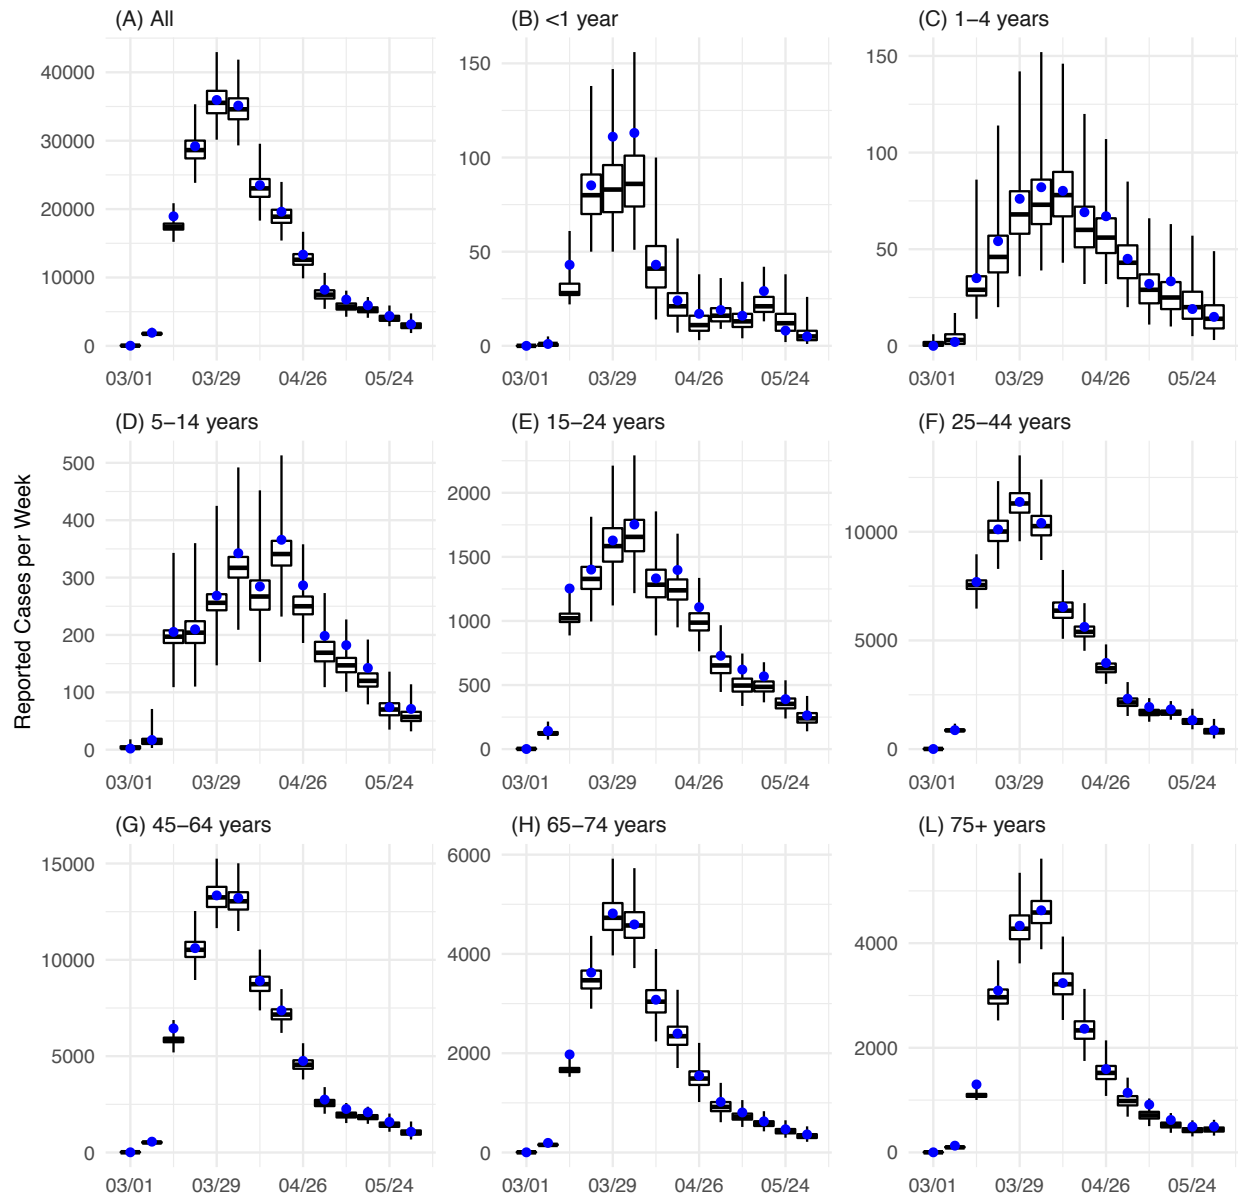 (A) All
(B) <1 year
(C) 1−4 years
40000
30000
20000
10000
0
03/01 03/29 04/26 05/24
150
100
50
0
03/01 03/29 04/26 05/24
150
100
50
0
03/01 03/29 04/26 05/24
Reported Cases per Week
(D) 5−14 years
(E) 15−24 years
(F) 25−44 years
500
400
300
200
100
0
03/01 03/29 04/26 05/24
2000
1500
1000
500
0
03/01 03/29 04/26 05/24
10000
5000
0
03/01 03/29 04/26 05/24
(G) 45−64 years
(H) 65−74 years
(L) 75+ years
15000
10000
5000
0
03/01 03/29 04/26 05/24
6000
4000
2000
0
03/01 03/29 04/26 05/24
4000
2000
0
03/01 03/29 04/26 05/24